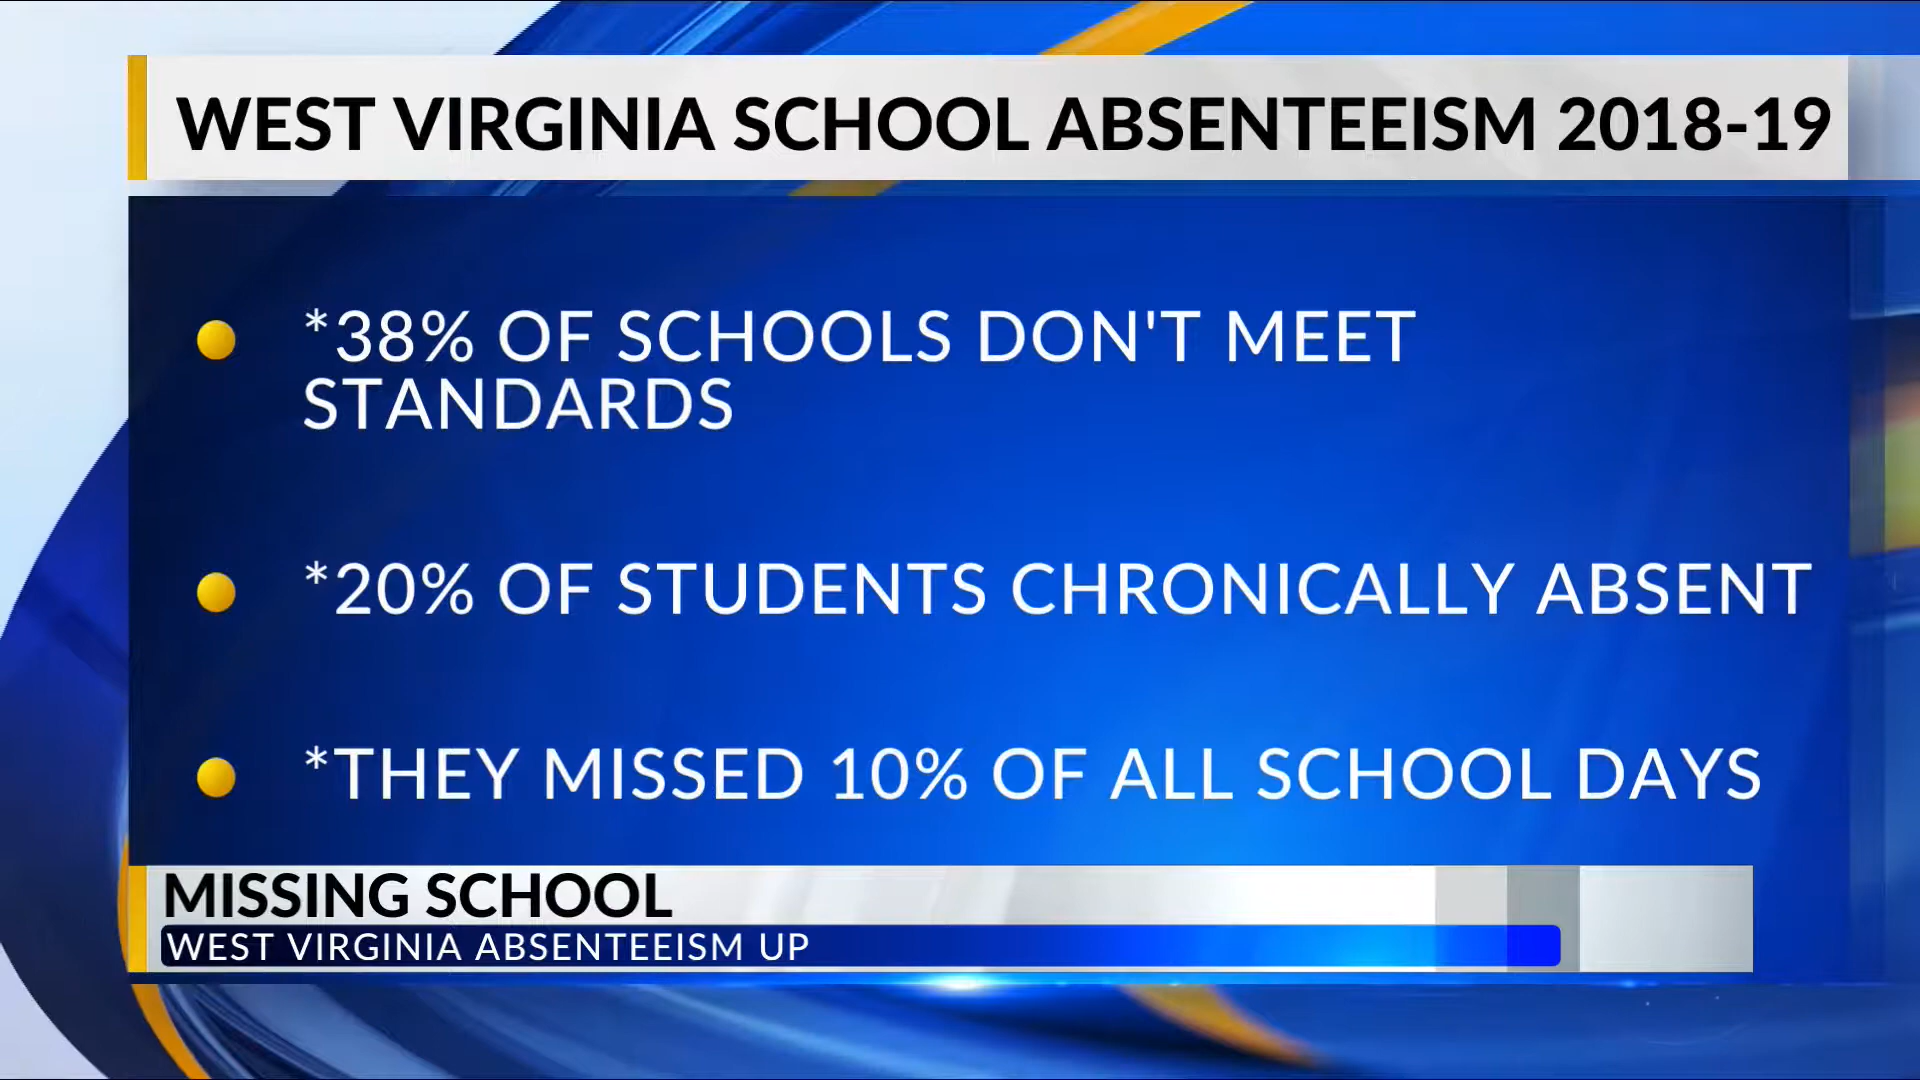 WEST VIRGINIA SCHOOL ABSENTEEISM 2018-19
*38% OF SCHOOLS DON'T MEET
STANDARDS
*20% OF STUDENTS CHRONICALLY ABSENT
*THEY MISSED 10% OF ALL SCHOOL DAYS
MISSING SCHOOL
WEST VIRGINIA ABSENTEEISM UP